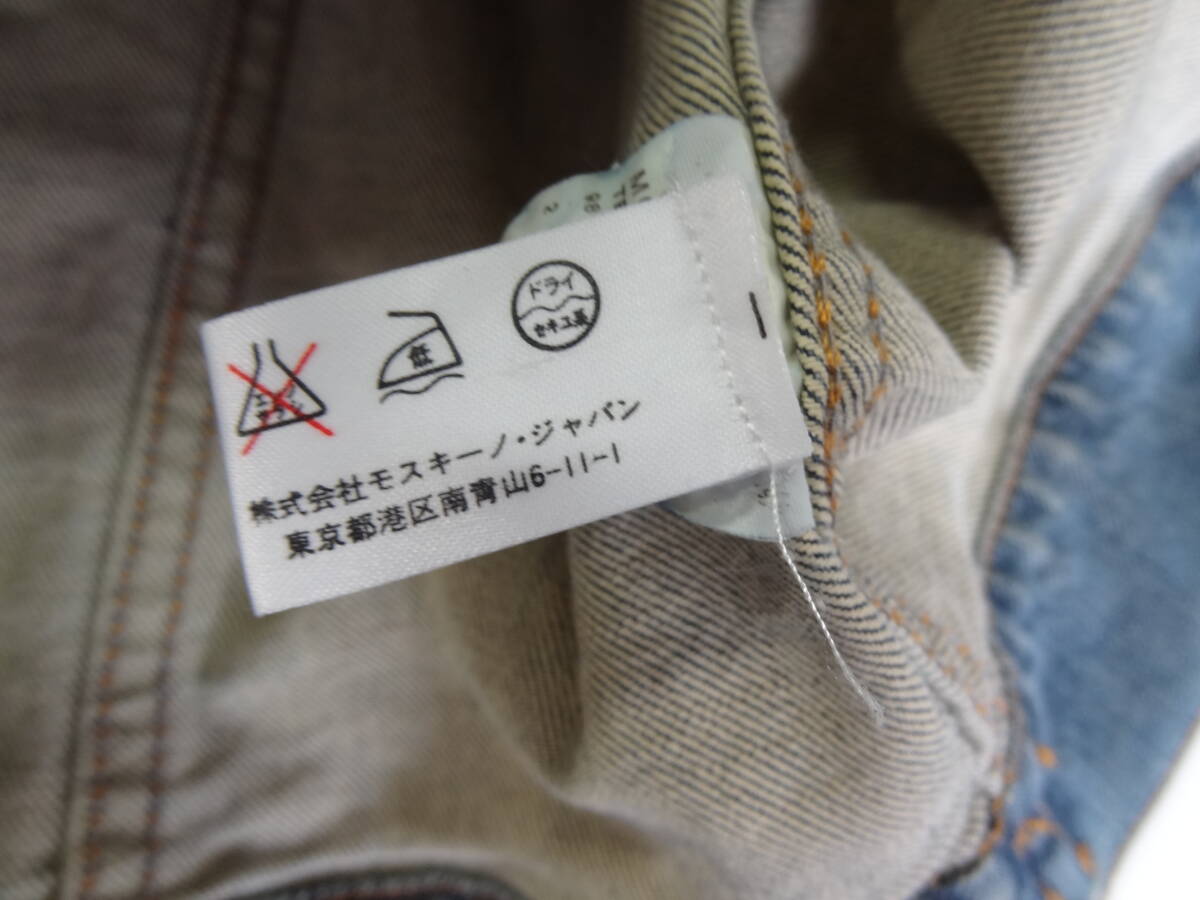 エンソ
サラシ
低
ドライ
セキユ系
株式会社モスキーノ・ジャパン
東京都港区南青山6-11-1